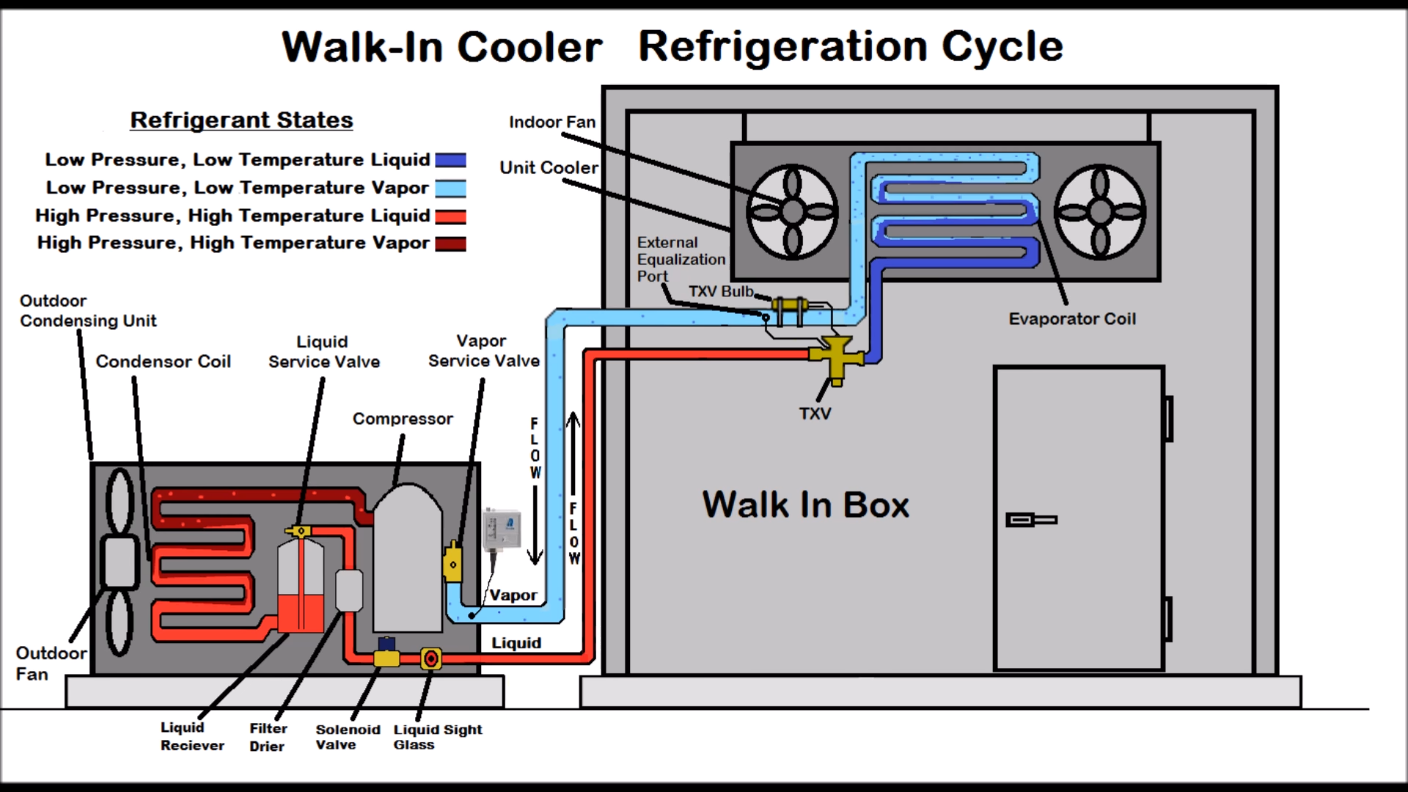 Walk-In Cooler Refrigeration Cycle
Refrigerant States
Low Pressure, Low Temperature Liquid
Low Pressure, Low Temperature Vapor
High Pressure, High Temperature Liquid
High Pressure, High Temperature Vapor
Indoor Fan
Unit Cooler
External
Equalization
Port
TXV Bulb
Evaporator Coil
TXV
Outdoor
Condensing Unit
Condensor Coil
Liquid
Service Valve
Vapor
Service Valve
Compressor
FLOW
FLOW
Walk In Box
Vapor
Liquid
Outdoor
Fan
Liquid
Reciever
Filter
Drier
Solenoid
Valve
Liquid Sight
Glass